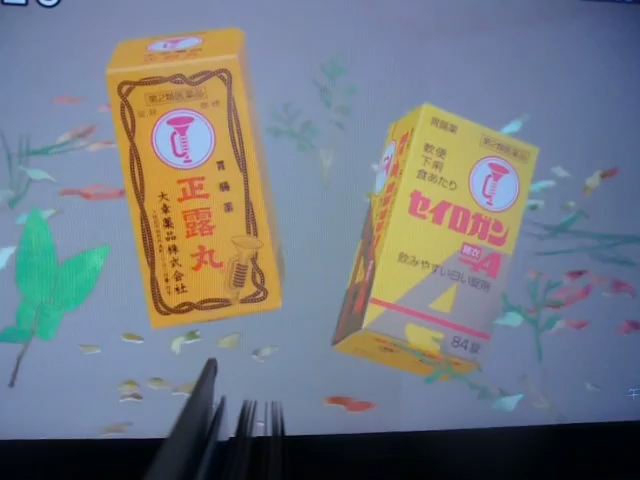 第2類医薬品
胃腸薬
正露丸
大幸薬品株式会社
胃腸薬
第2類医薬品
軟便
下痢
食あたり
セイロガン
糖衣A
飲みやすい白い錠剤
84錠